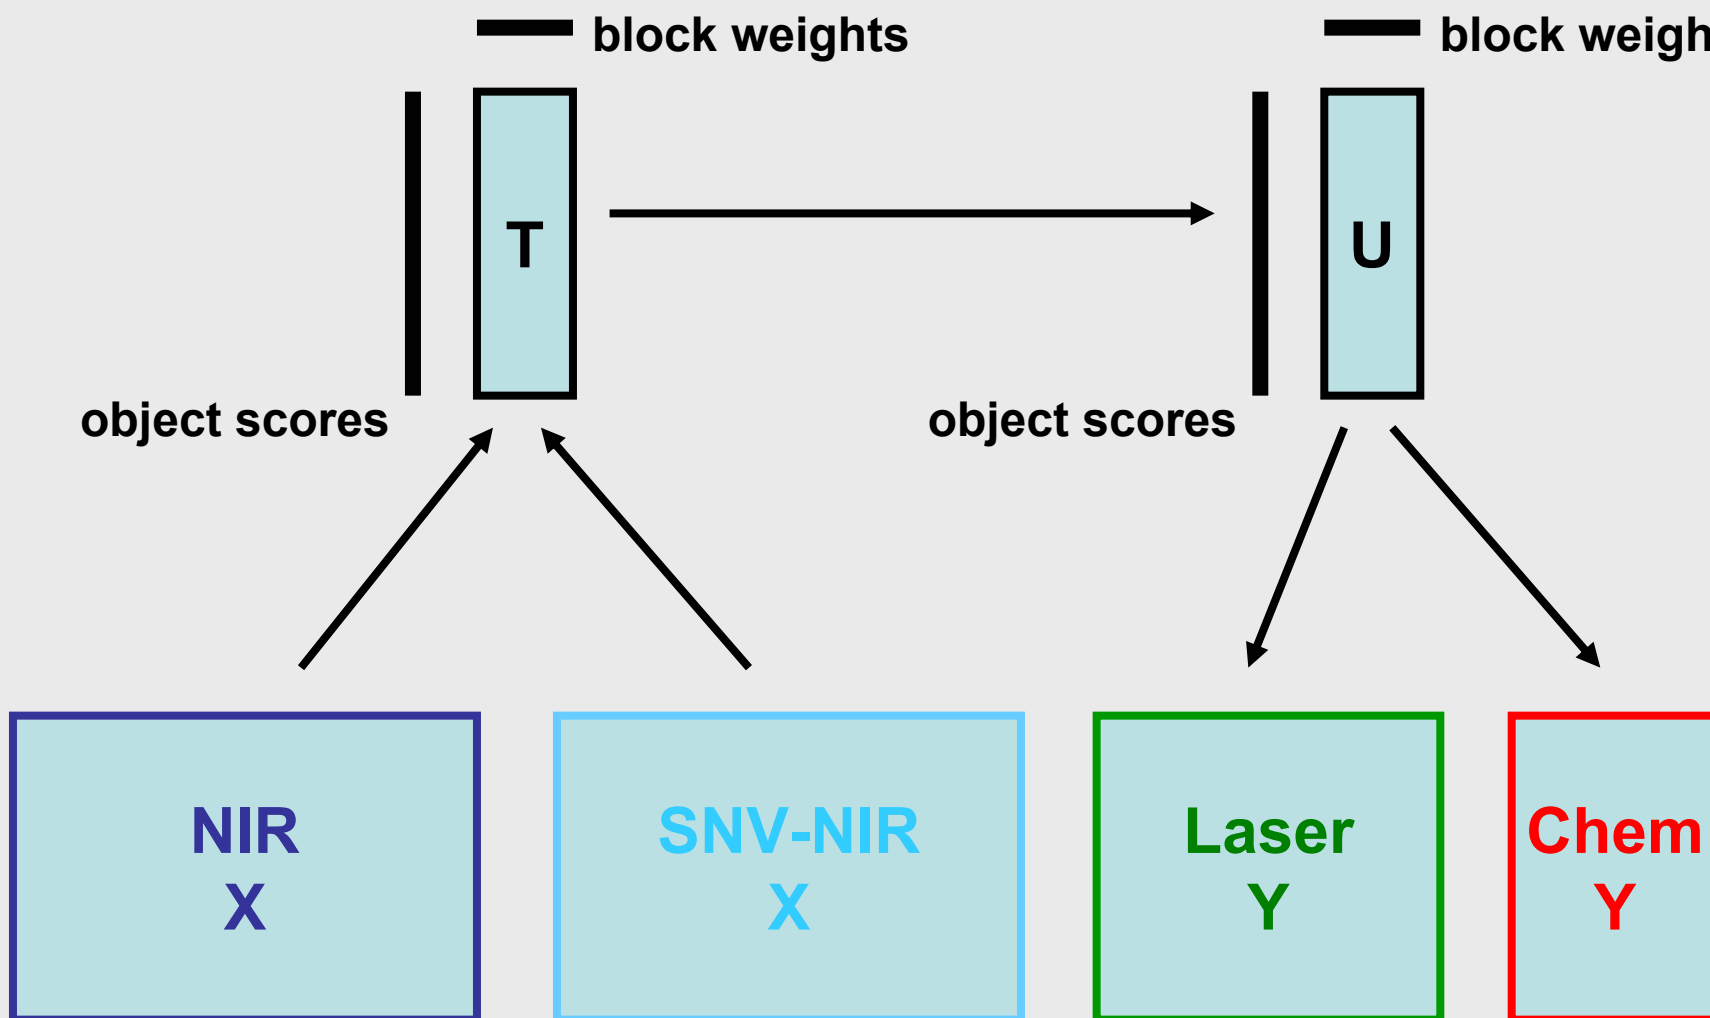 block weights
block weigh
T
U
object scores
object scores
NIR
X
SNV-NIR
X
Laser
Y
Chem
Y